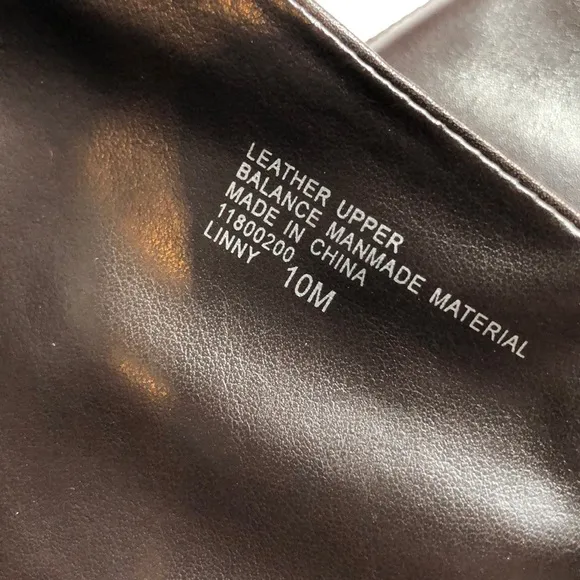 LEATHER UPPER
BALANCE MANMADE MATERIAL
MADE IN CHINA
11800200
LINNY 10M